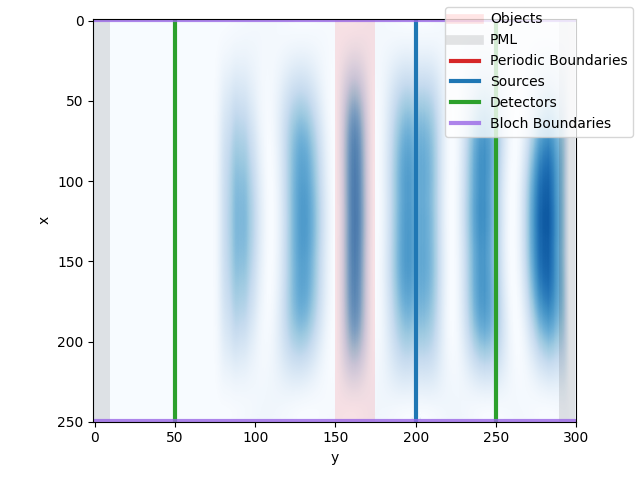 Objects
PML
Periodic Boundaries
Sources
Detectors
Bloch Boundaries
0
50
100
150
200
250
x
0 50 100 150 200 250 300
y